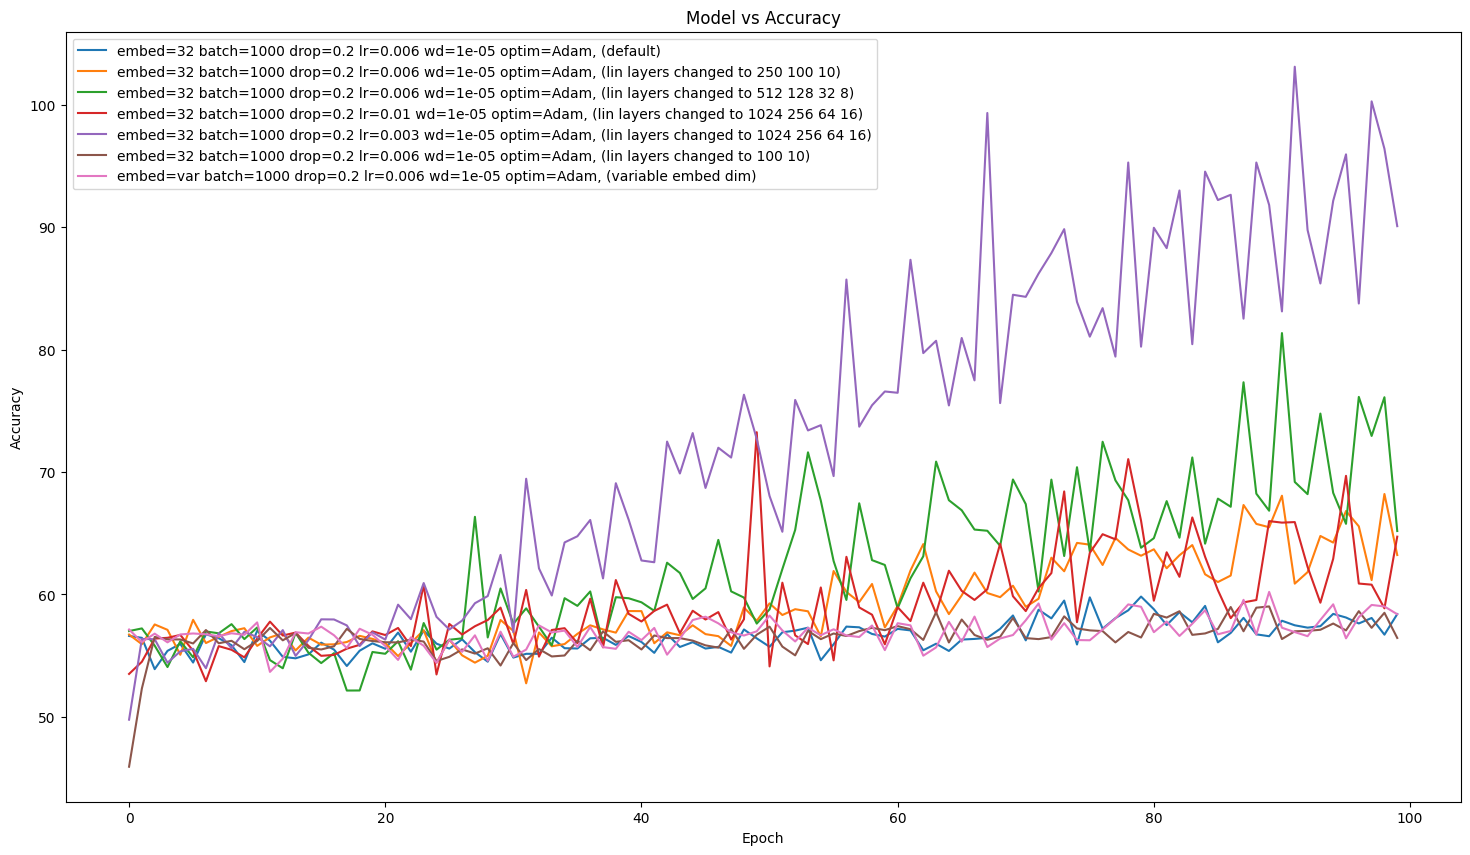 Model vs Accuracy
embed=32 batch=1000 drop=0.2 lr=0.006 wd=1e-05 optim=Adam, (default)
embed=32 batch=1000 drop=0.2 lr=0.006 wd=1e-05 optim=Adam, (lin layers changed to 250 100 10)
embed=32 batch=1000 drop=0.2 lr=0.006 wd=1e-05 optim=Adam, (lin layers changed to 512 128 32 8)
embed=32 batch=1000 drop=0.2 lr=0.01 wd=1e-05 optim=Adam, (lin layers changed to 1024 256 64 16)
embed=32 batch=1000 drop=0.2 lr=0.003 wd=1e-05 optim=Adam, (lin layers changed to 1024 256 64 16)
embed=32 batch=1000 drop=0.2 lr=0.006 wd=1e-05 optim=Adam, (lin layers changed to 100 10)
embed=var batch=1000 drop=0.2 lr=0.006 wd=1e-05 optim=Adam, (variable embed dim)
Accuracy
100
90
80
70
60
50
0 20 40 60 80 100
Epoch